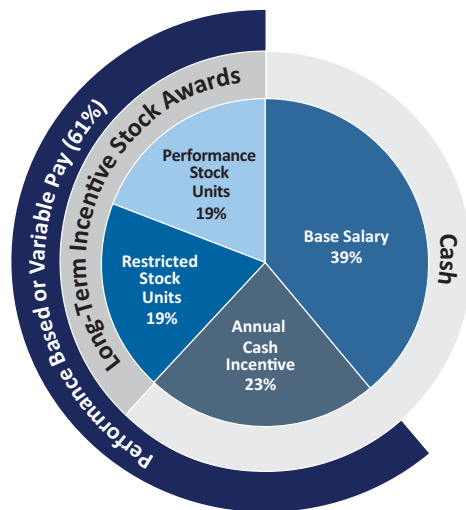 Performance Based or Variable Pay (61%)
Long-Term Incentive Stock Awards
Performance
Stock
Units
19%
Base Salary
39%
Cash
Restricted
Stock
Units
19%
Annual
Cash
Incentive
23%